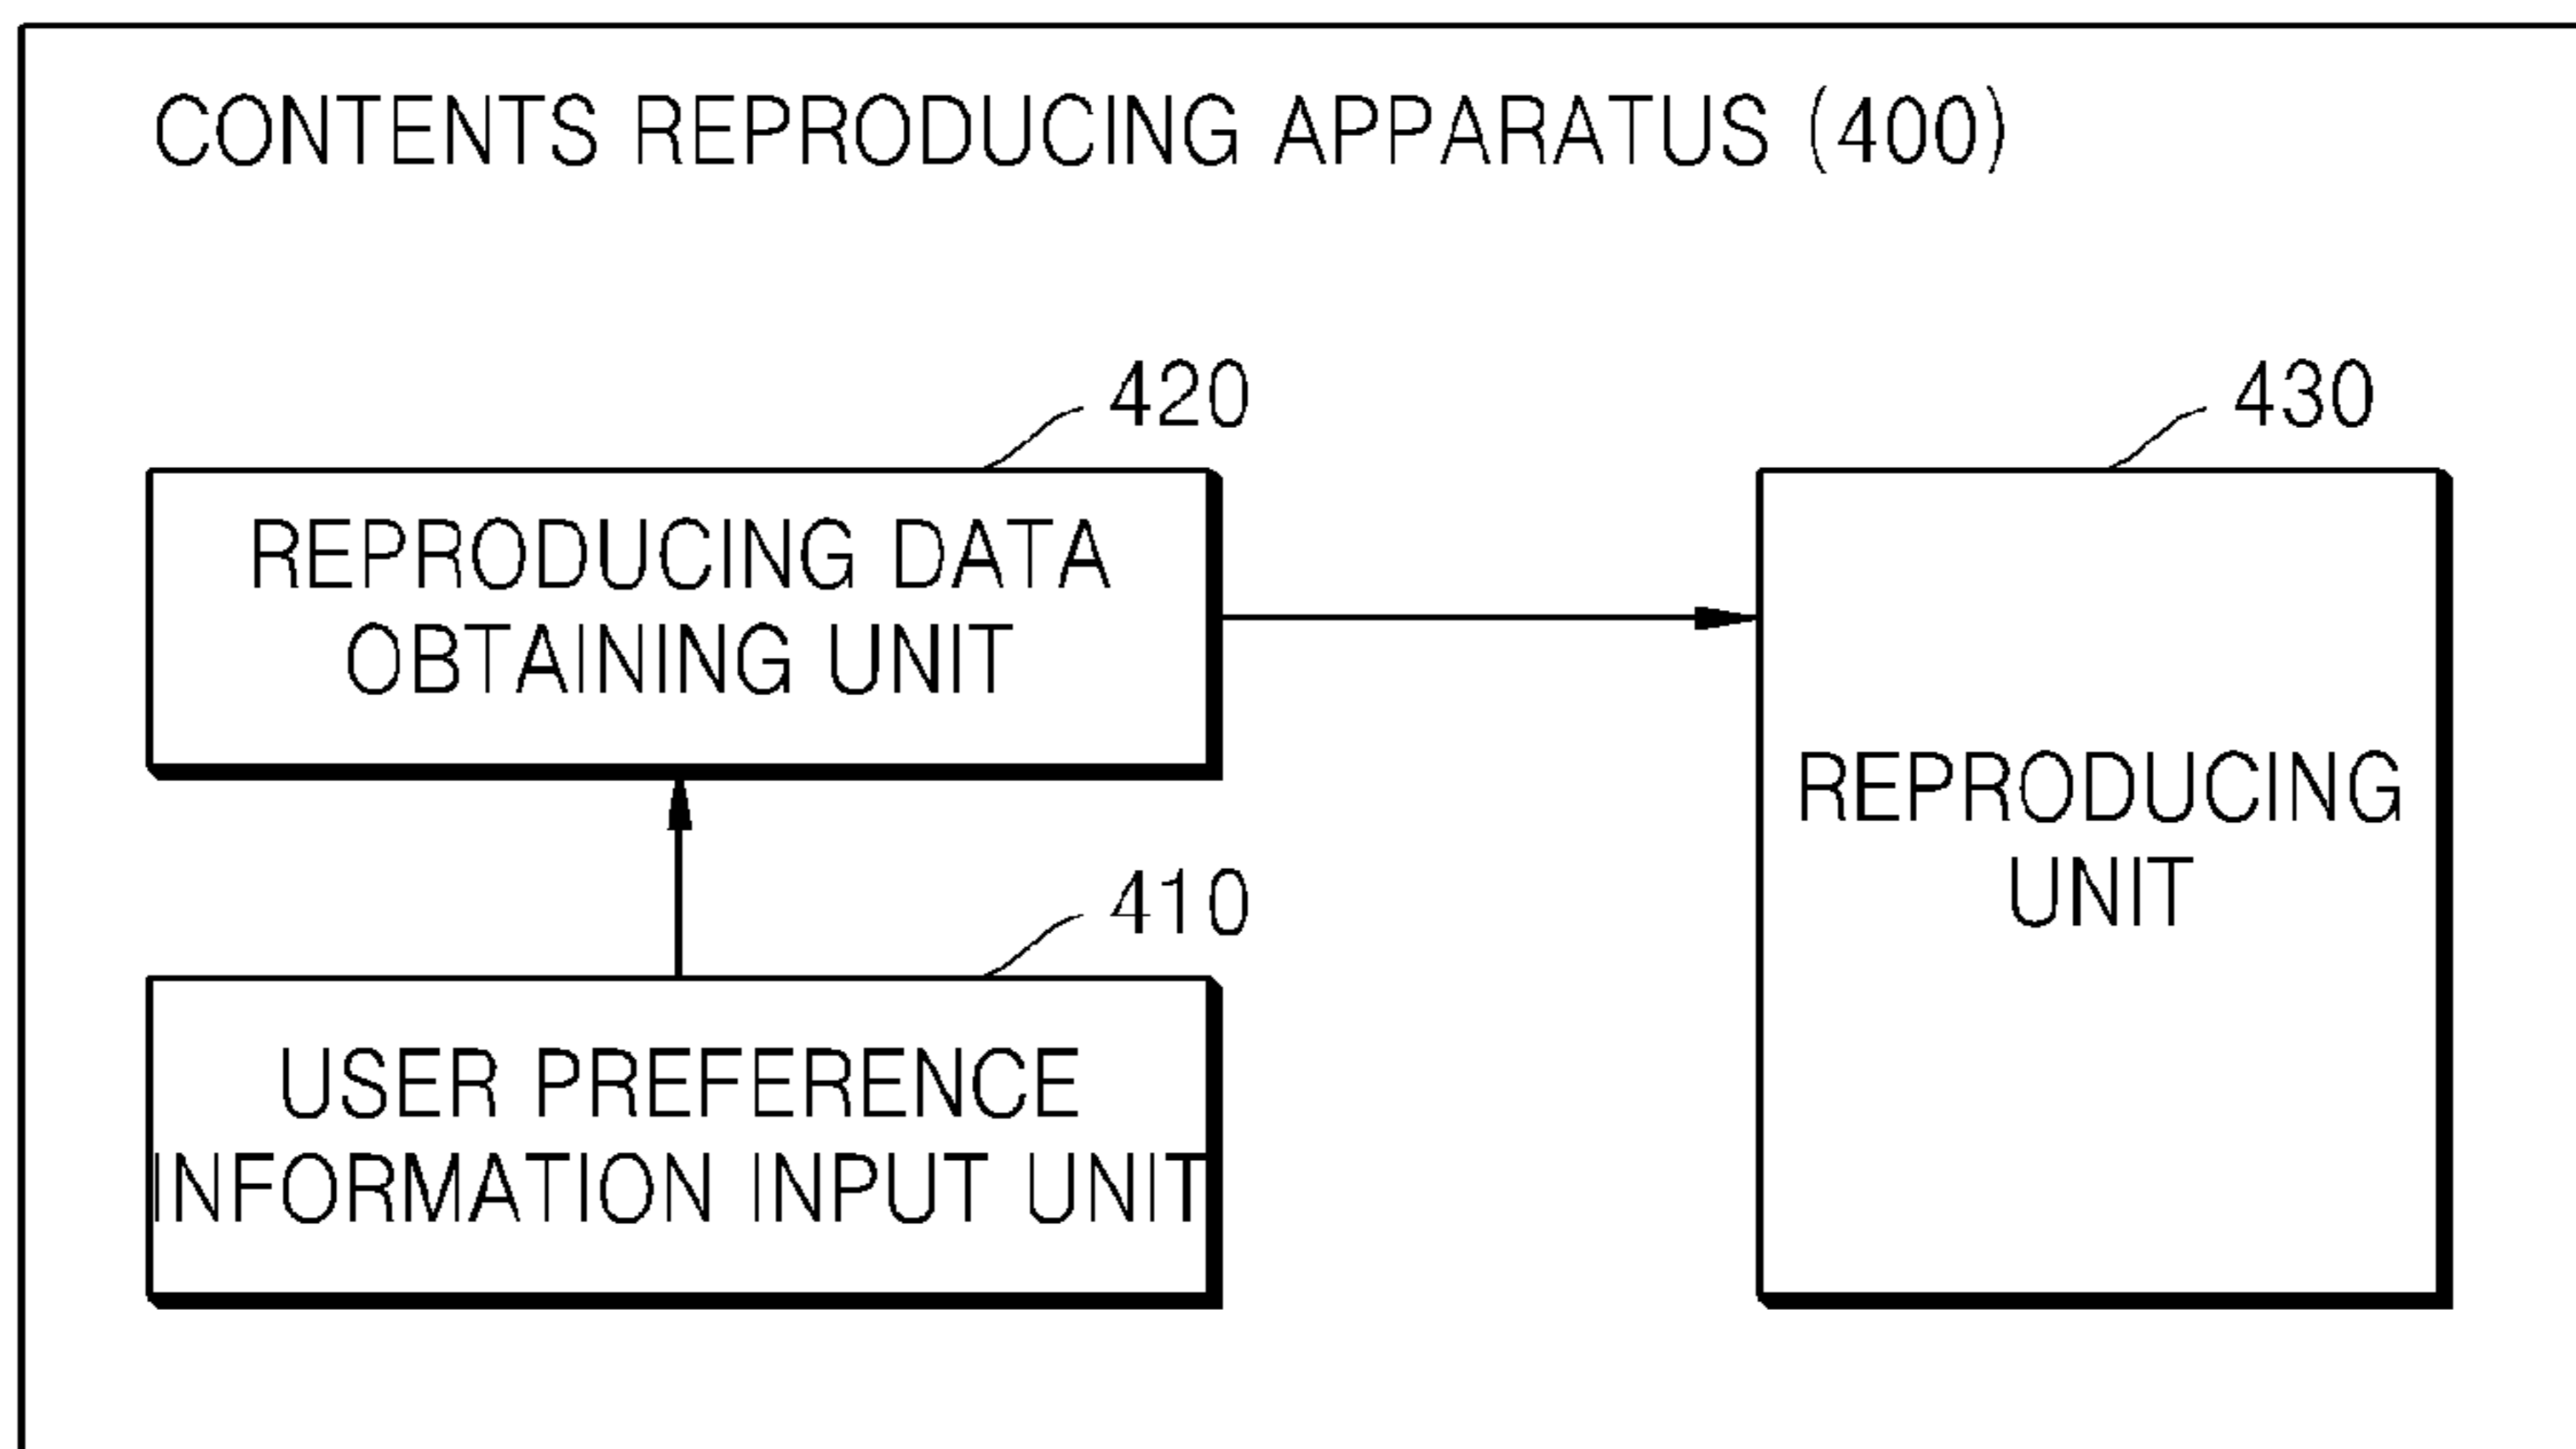 CONTENTS REPRODUCING APPARATUS (400)
420
REPRODUCING DATA
OBTAINING UNIT
430
REPRODUCING
UNIT
410
USER PREFERENCE
INFORMATION INPUT UNIT